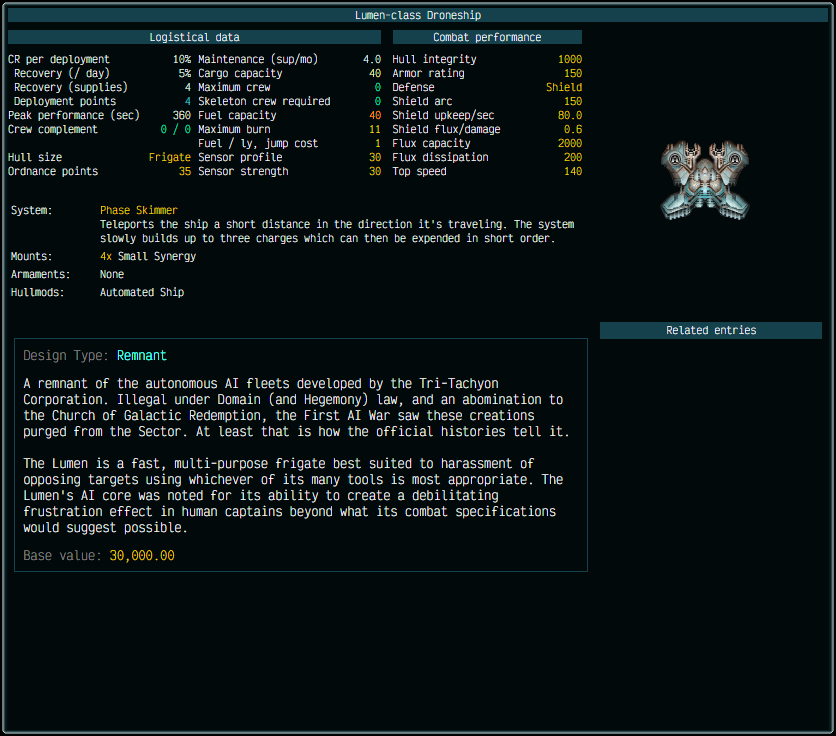 Lumen-class Droneship
Logistical data
Combat performance
CR per deployment 10% Maintenance (sup/mo) 4.0 Hull integrity 1000
Recovery (/ day) 5% Cargo capacity 40 Armor rating 150
Recovery (supplies) 4 Maximum crew 0 Defense Shield
Deployment points 4 Skeleton crew required 0 Shield arc 150
Peak performance (sec) 360 Fuel capacity 40 Shield upkeep/sec 80.0
Crew complement 0 / 0 Maximum burn 11 Shield flux/damage 0.6
Fuel / ly, jump cost 1 Flux capacity 2000
Hull size Frigate Sensor profile 30 Flux dissipation 200
Ordnance points 35 Sensor strength 30 Top speed 140
System: Phase Skimmer
Teleports the ship a short distance in the direction it's traveling. The system
slowly builds up to three charges which can then be expended in short order.
Mounts: 4x Small Synergy
Armaments: None
Hullmods: Automated Ship
Related entries
Design Type: Remnant
A remnant of the autonomous AI fleets developed by the Tri-Tachyon
Corporation. Illegal under Domain (and Hegemony) law, and an abomination to
the Church of Galactic Redemption, the First AI War saw these creations
purged from the Sector. At least that is how the official histories tell it.
The Lumen is a fast, multi-purpose frigate best suited to harassment of
opposing targets using whichever of its many tools is most appropriate. The
Lumen's AI core was noted for its ability to create a debilitating
frustration effect in human captains beyond what its combat specifications
would suggest possible.
Base value: 30,000.00